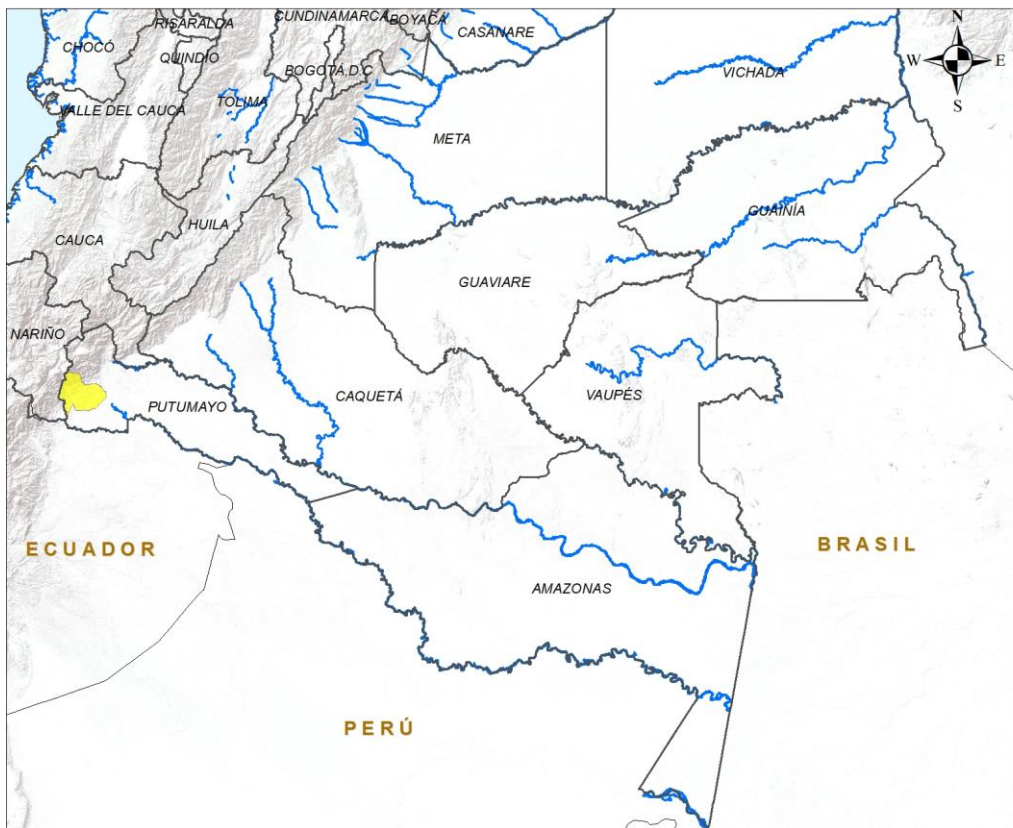 RISARALDA
CUNDINAMARCA
BOYACÁ
CASANARE
N
CHOCÓ
QUINDIO
BOGOTÁ,D.C
VICHADA
W
E
S
VALLE DEL CAUCA
TOLIMA
META
GUAINÍA
HUILA
CAUCA
GUAVIARE
NARIÑO
PUTUMAYO
CAQUETÁ
VAUPÉS
ECUADOR
BRASIL
AMAZONAS
PERÚ